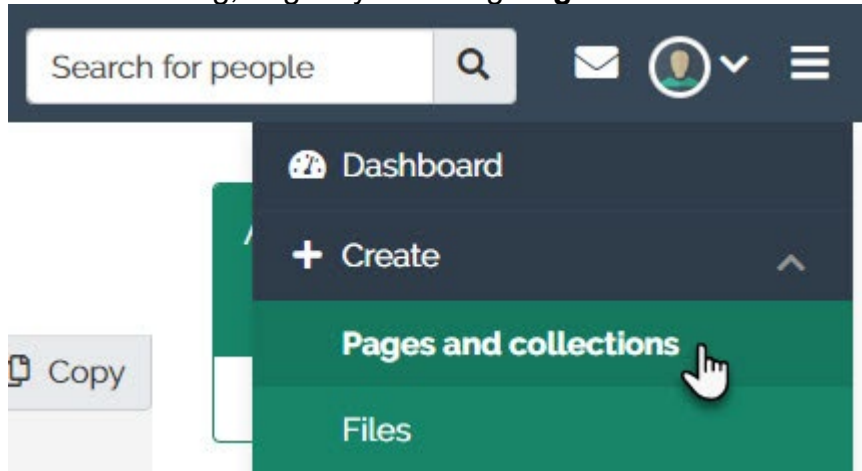 Search for people
Dashboard
Create
Pages and collections
Copy
Files